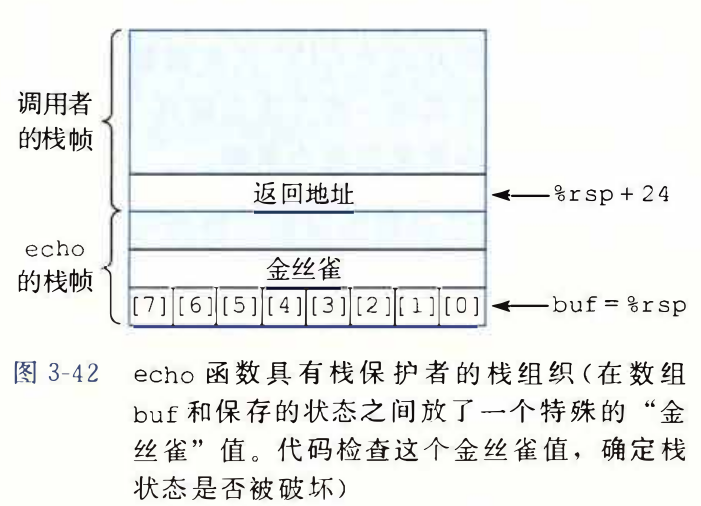 调用者
的栈帧
返回地址
%rsp + 24
echo
的栈帧
金丝雀
[7] [6] [5] [4] [3] [2] [1] [0]
buf = %rsp
图 3-42 echo 函数具有栈保护者的栈组织(在数组
buf 和保存的状态之间放了一个特殊的“金
丝雀”值。代码检查这个金丝雀值，确定栈
状态是否被破坏)